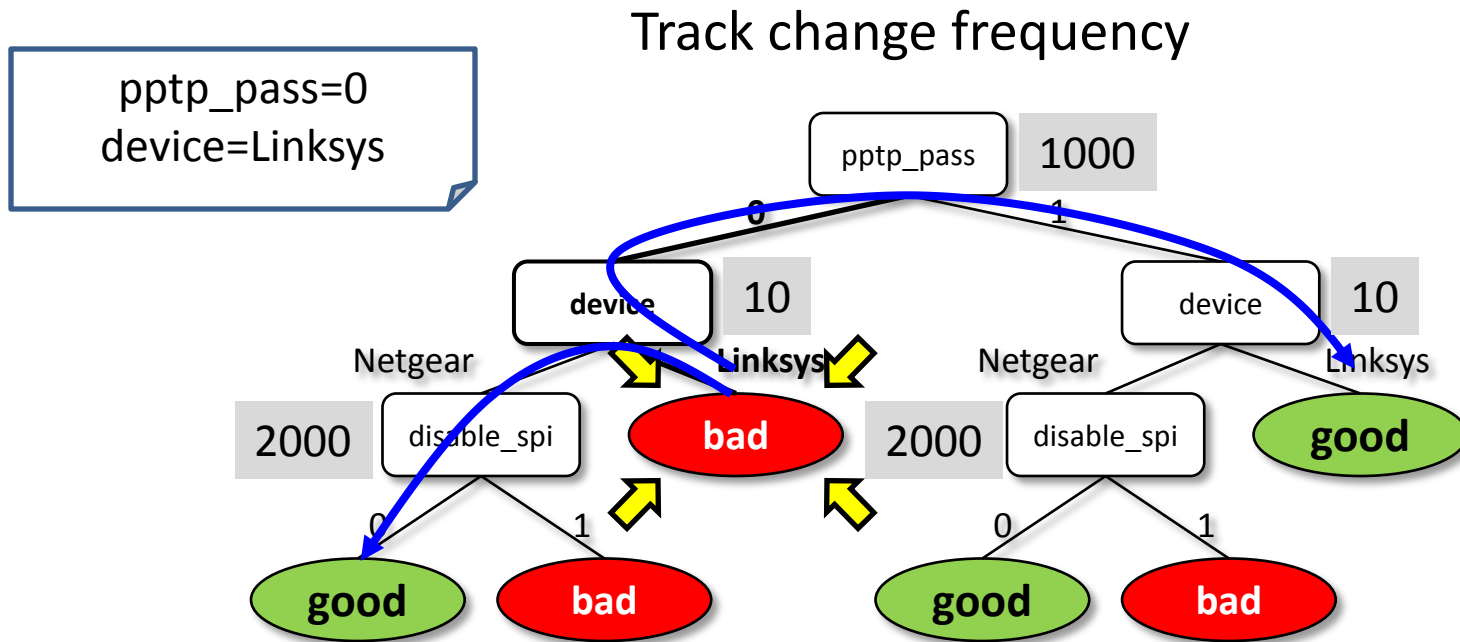 Track change frequency
pptp_pass=0
device=Linksys
pptp_pass 1000
0 1
device 10 device 10
Netgear Linksys Netgear Linksys
2000 disable_spi bad 2000 disable_spi good
0 1 0 1
good bad good bad